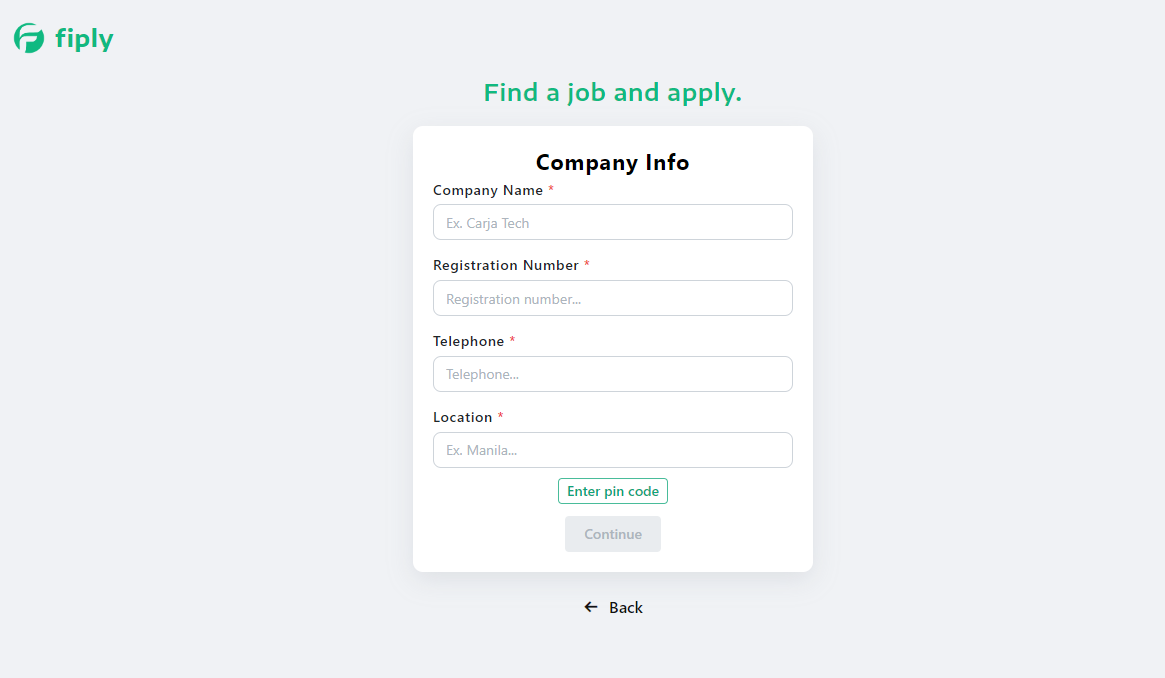 fiply
Find a job and apply.
Company Info
Company Name *
Ex. Carja Tech
Registration Number *
Registration number...
Telephone *
Telephone...
Location *
Ex. Manila...
Enter pin code
Continue
← Back